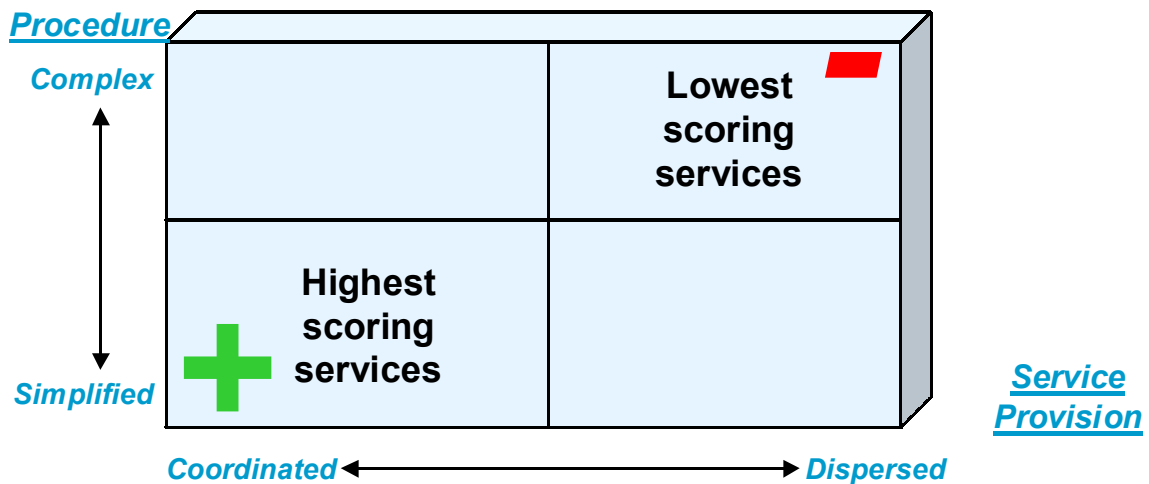 Procedure
Complex
Lowest
scoring
services
Highest
scoring
services
Simplified
Service
Provision
Coordinated
Dispersed